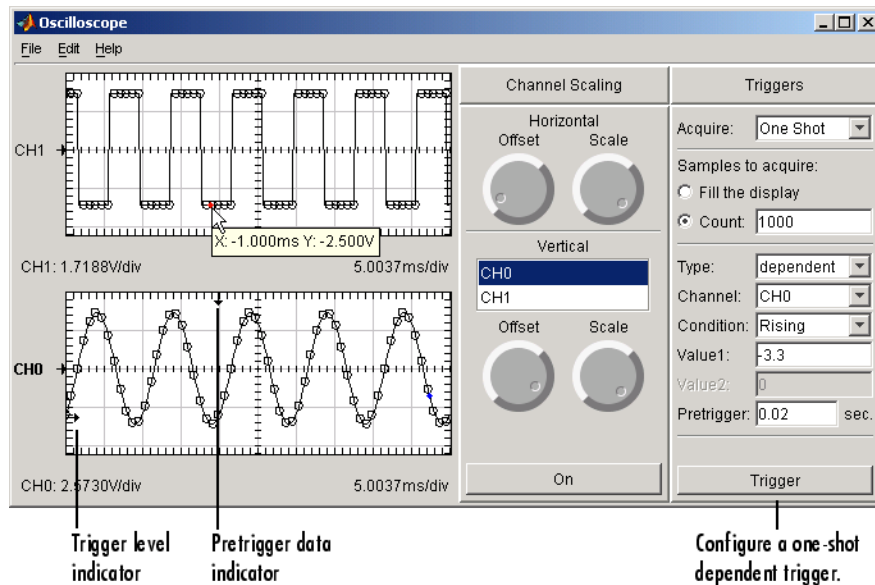 Oscilloscope
File Edit Help
CH1
X: -1.000ms Y: -2.500V
CH1: 1.7188V/div 5.0037ms/div
CH0
CH0: 2.5730V/div 5.0037ms/div
Channel Scaling
Horizontal
Offset Scale
Vertical
CH0
CH1
Offset Scale
On
Triggers
Acquire: One Shot
Samples to acquire:
Fill the display
Count: 1000
Type: dependent
Channel: CH0
Condition: Rising
Value1: -3.3
Value2: 0
Pretrigger: 0.02 sec.
Trigger
Trigger level
indicator
Pretrigger data
indicator
Configure a one-shot
dependent trigger.